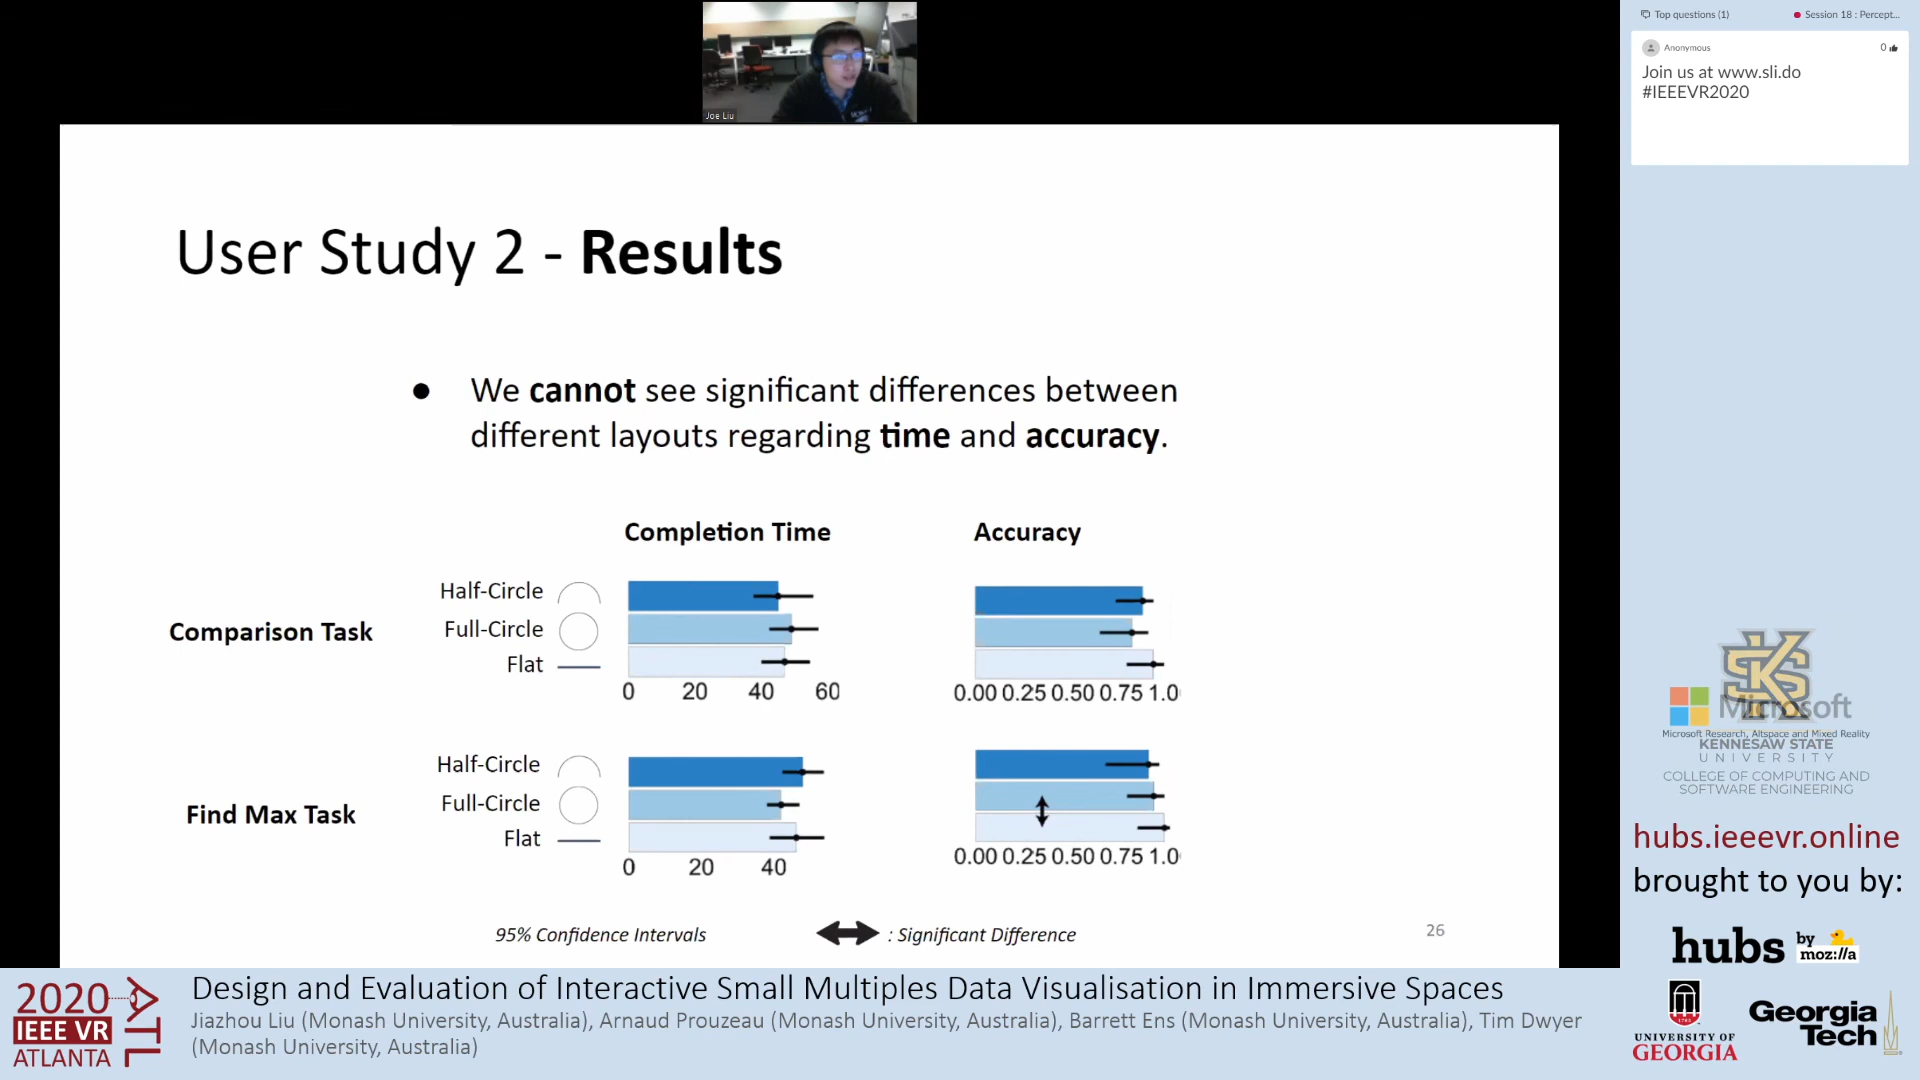 Joe Liu
User Study 2 - Results
● We cannot see significant differences between
different layouts regarding time and accuracy.
Completion Time
Accuracy
Comparison Task
Half-Circle
Full-Circle
Flat
0 20 40 60
0.00 0.25 0.50 0.75 1.0
Find Max Task
Half-Circle
Full-Circle
Flat
0 20 40
0.00 0.25 0.50 0.75 1.0
95% Confidence Intervals
: Significant Difference
26
Top questions (1)
Session 18 : Percept...
Anonymous
0
Join us at www.sli.do
#IEEEVR2020
Microsoft
Microsoft Research, Altspace and Mixed Reality
KENNESAW STATE
UNIVERSITY
COLLEGE OF COMPUTING AND
SOFTWARE ENGINEERING
hubs.ieeevr.online
brought to you by:
hubs by
moz://a
UNIVERSITY OF
GEORGIA
Georgia
Tech
2020
IEEE VR
ATLANTA
ATL
Design and Evaluation of Interactive Small Multiples Data Visualisation in Immersive Spaces
Jiazhou Liu (Monash University, Australia), Arnaud Prouzeau (Monash University, Australia), Barrett Ens (Monash University, Australia), Tim Dwyer
(Monash University, Australia)